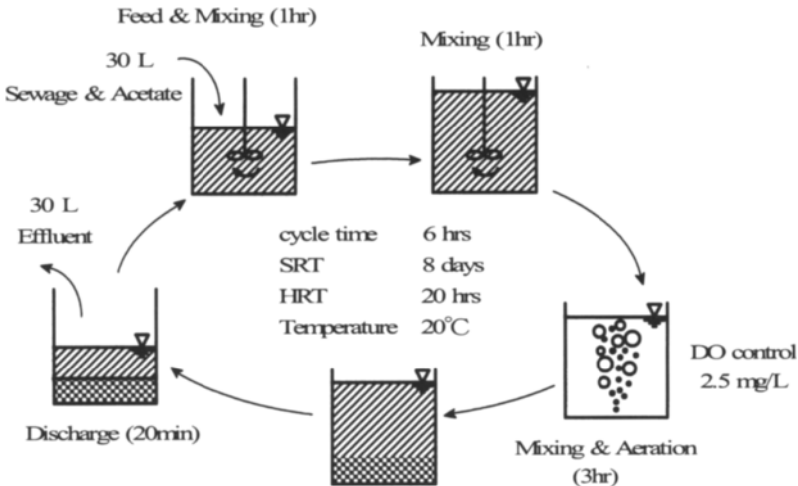 Feed & Mixing (1hr)
30 L
Sewage & Acetate
Mixing (1hr)
30 L
Effluent
cycle time 6 hrs
SRT 8 days
HRT 20 hrs
Temperature 20℃
DO control
2.5 mg/L
Discharge (20min)
Mixing & Aeration
(3hr)